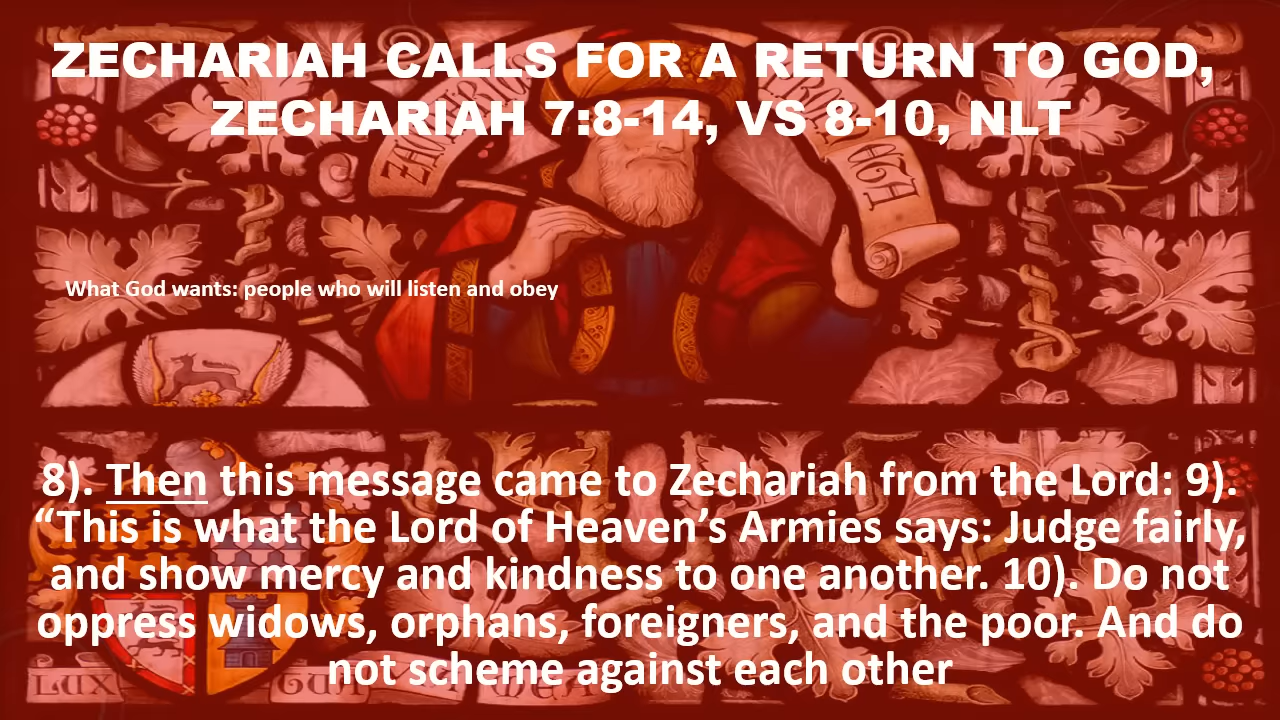 ZECHARIAH CALLS FOR A RETURN TO GOD,
ZECHARIAH 7:8-14, VS 8-10, NLT
What God wants: people who will listen and obey
8). Then this message came to Zechariah from the Lord: 9).
“This is what the Lord of Heaven’s Armies says: Judge fairly,
and show mercy and kindness to one another. 10). Do not
oppress widows, orphans, foreigners, and the poor. And do
not scheme against each other
LUX